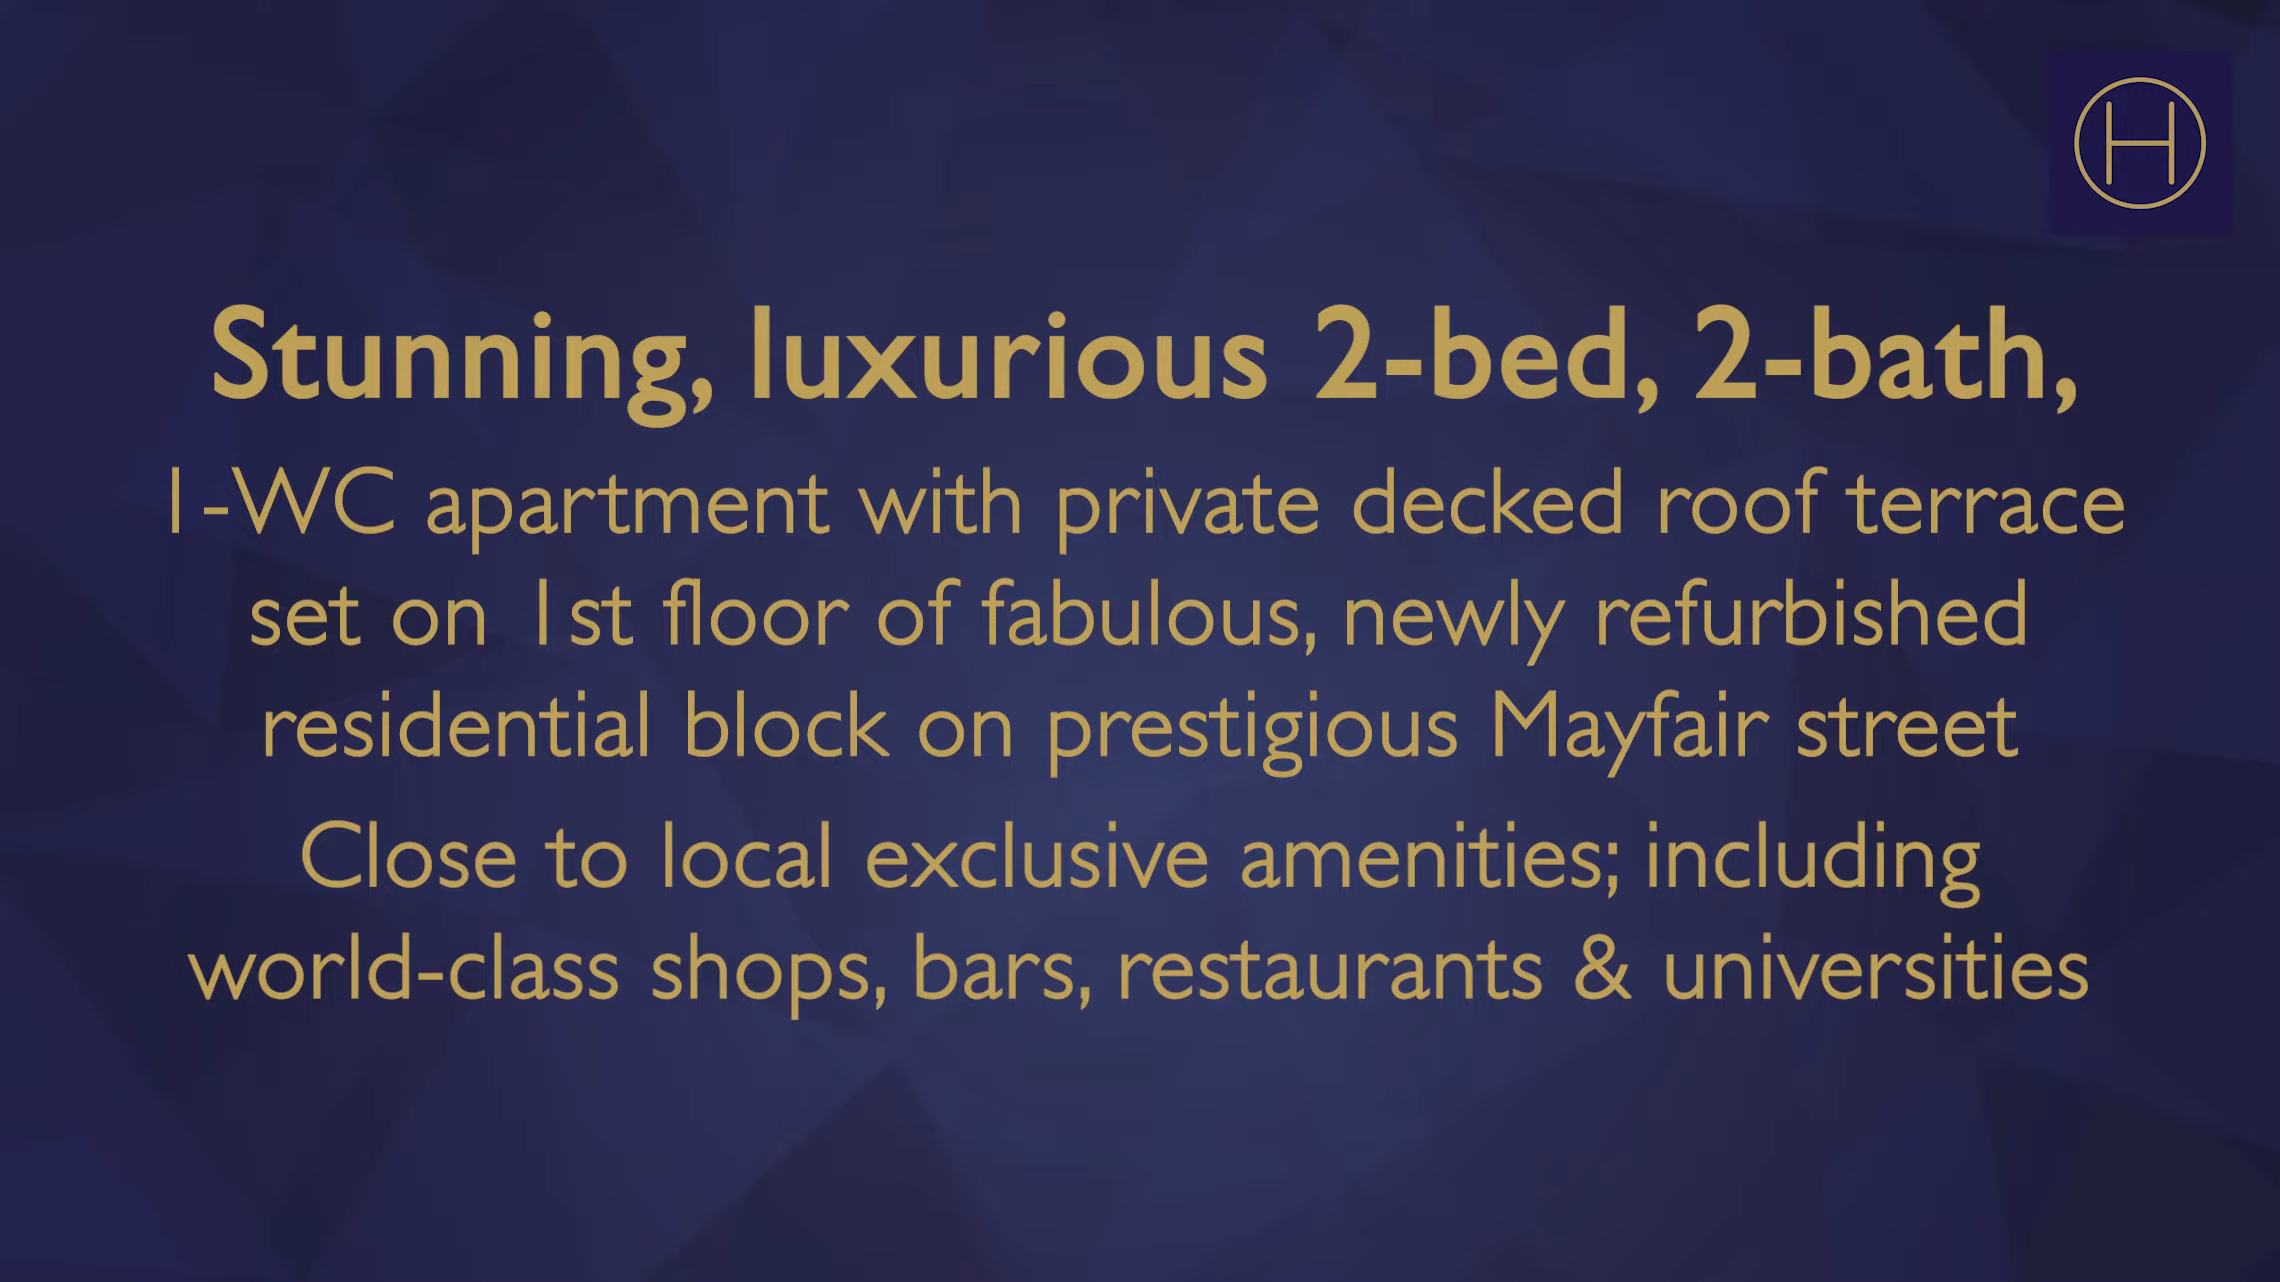 H
Stunning, luxurious 2-bed, 2-bath,
1-WC apartment with private decked roof terrace
set on 1st floor of fabulous, newly refurbished
residential block on prestigious Mayfair street
Close to local exclusive amenities; including
world-class shops, bars, restaurants & universities